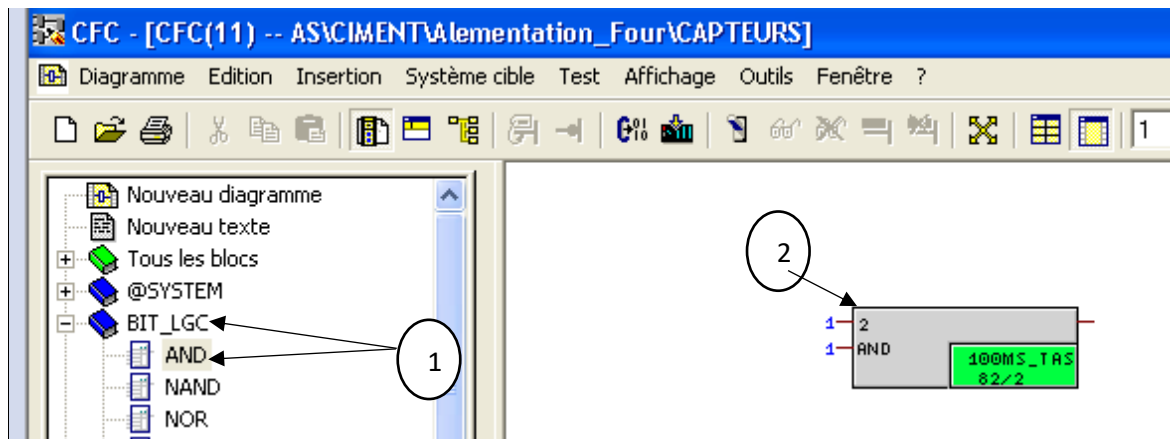 CFC - [CFC(11) -- AS\CIMENT\Alementation_Four\CAPTEURS]
Diagramme Edition Insertion Système cible Test Affichage Outils Fenêtre ?
1
Nouveau diagramme
Nouveau texte
Tous les blocs
@SYSTEM
BIT_LGC
AND
NAND
NOR
1
2
1 2
1 AND
100MS_TAS
82/2